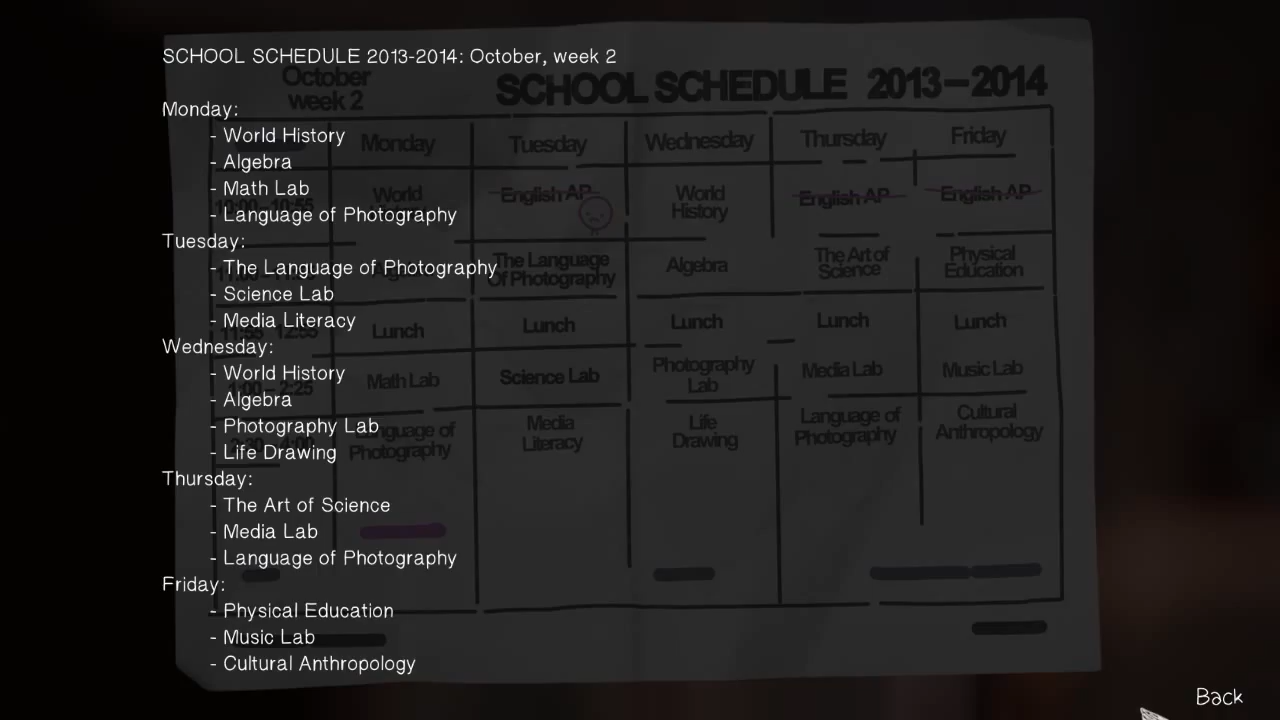 SCHOOL SCHEDULE 2013-2014: October, week 2
Monday:
- World History
- Algebra
- Math Lab
- Language of Photography
Tuesday:
- The Language of Photography
- Science Lab
- Media Literacy
Wednesday:
- World History
- Algebra
- Photography Lab
- Life Drawing
Thursday:
- The Art of Science
- Media Lab
- Language of Photography
Friday:
- Physical Education
- Music Lab
- Cultural Anthropology
October
week 2
SCHOOL SCHEDULE 2013-2014
Monday Tuesday Wednesday Thursday Friday
World English AP World English AP English AP
History
The Language Algebra The Art of Physical
Of Photography Science Education
Lunch Lunch Lunch Lunch Lunch
Math Lab Science Lab Photography Media Lab Music Lab
Lab
Language of Media Life Language of Cultural
Photography Literacy Drawing Photography Anthropology
Back